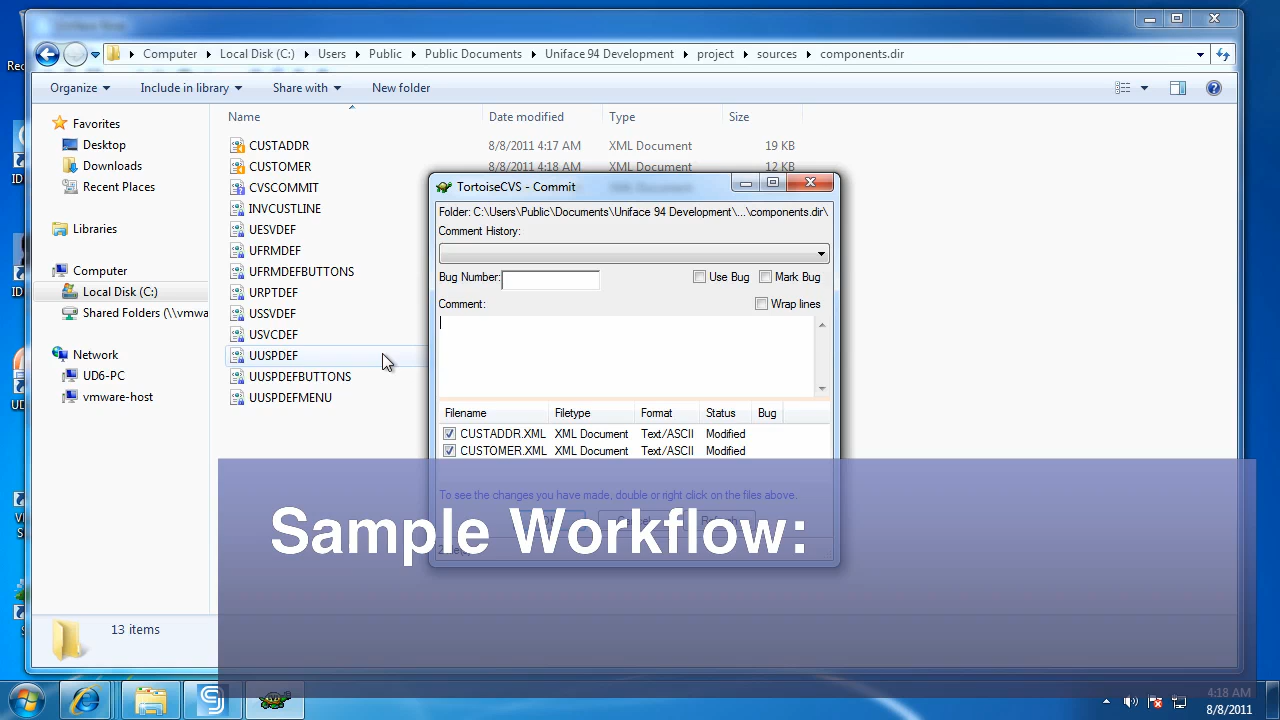 Computer Local Disk (C:) Users Public Public Documents Uniface 94 Development project sources components.dir
Organize Include in library Share with New folder
Favorites
Desktop
Downloads
Recent Places
Libraries
Computer
Local Disk (C:)
Shared Folders (\\vmwa
Network
UD6-PC
vmware-host
Name Date modified Type Size
CUSTADDR 8/8/2011 4:17 AM XML Document 19 KB
CUSTOMER 8/8/2011 4:18 AM XML Document 12 KB
CVSCOMMIT
INVCUSTLINE
UESVDEF
UFRMDEF
UFRMDEFBUTTONS
URPTDEF
USSVDEF
USVCDEF
UUSPDEF
UUSPDEFBUTTONS
UUSPDEFMENU
TortoiseCVS - Commit
Folder: C:\Users\Public\Documents\Uniface 94 Development\...\components.dir\
Comment History:
Bug Number: Use Bug Mark Bug
Comment: Wrap lines
Filename Filetype Format Status Bug
CUSTADDR.XML XML Document Text/ASCII Modified
CUSTOMER.XML XML Document Text/ASCII Modified
To see the changes you have made, double or right click on the files above.
Sample Workflow:
13 items
4:18 AM
8/8/2011